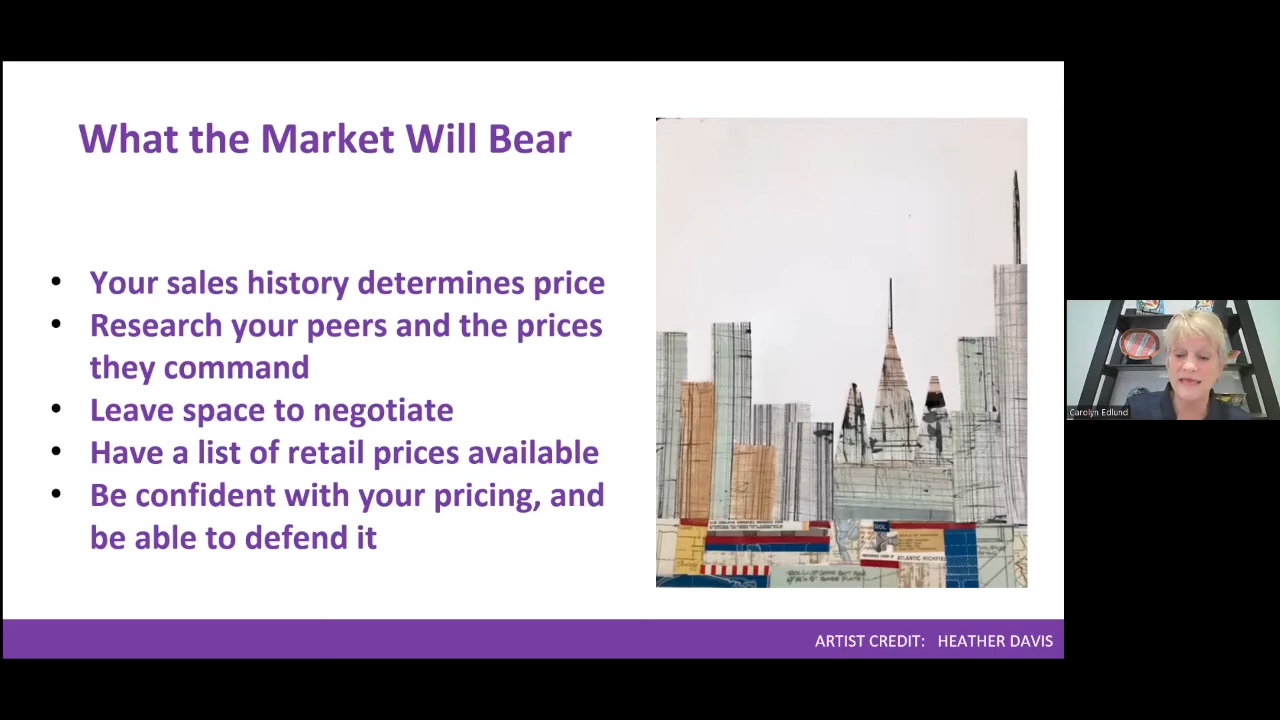 What the Market Will Bear
• Your sales history determines price
• Research your peers and the prices
they command
• Leave space to negotiate
• Have a list of retail prices available
• Be confident with your pricing, and
be able to defend it
ATLANTIC RICHFIE
ARTIST CREDIT: HEATHER DAVIS
Carolyn Edlund